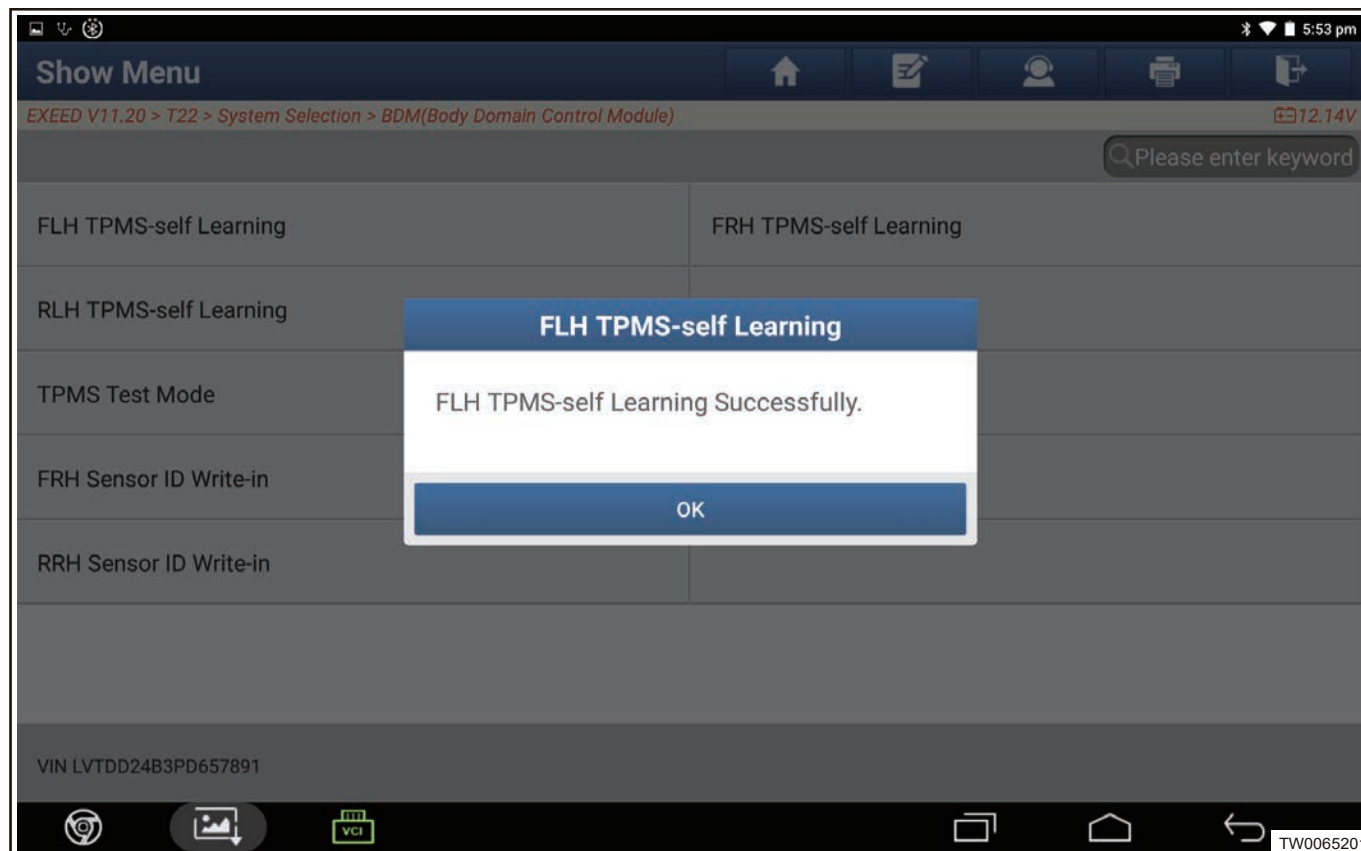 5:53 pm
Show Menu
EXEED V11.20 > T22 > System Selection > BDM(Body Domain Control Module)
12.14V
Please enter keyword
FLH TPMS-self Learning
FRH TPMS-self Learning
RLH TPMS-self Learning
FLH TPMS-self Learning
TPMS Test Mode
FLH TPMS-self Learning Successfully.
FRH Sensor ID Write-in
OK
RRH Sensor ID Write-in
VIN LVTDD24B3PD657891
VCI
TW0065201